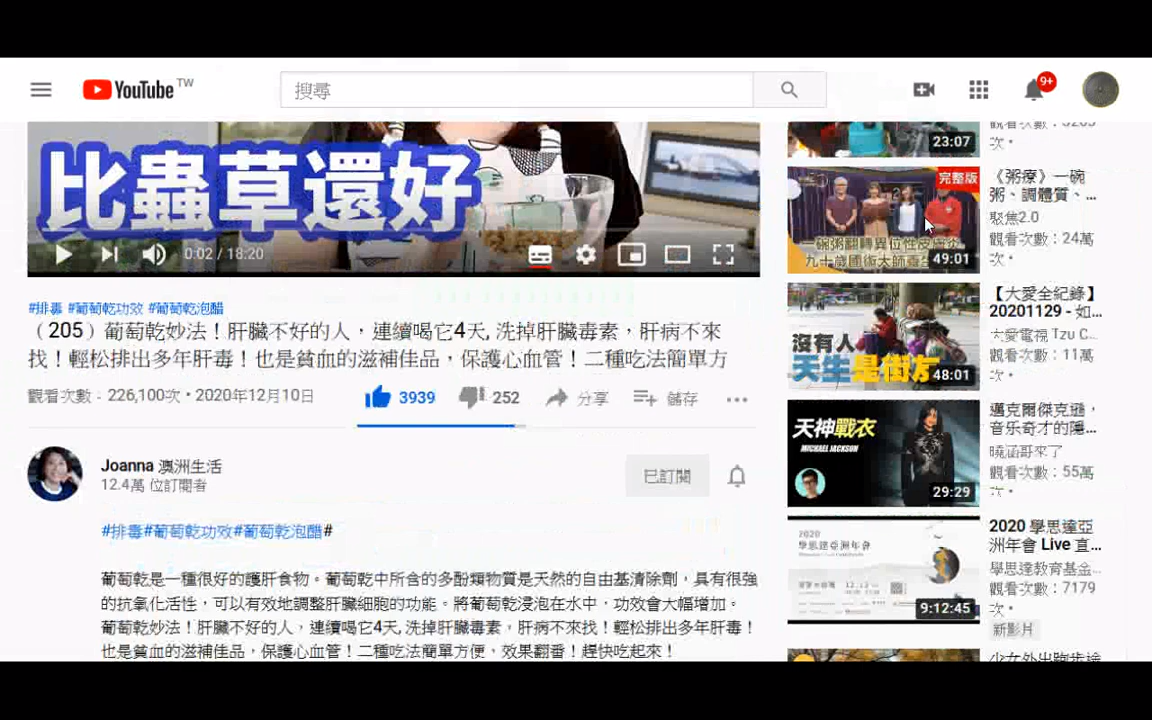 YouTube TW
搜尋
9+
比蟲草還好
0:02 / 18:20
#排毒 #葡萄乾功效 #葡萄乾泡醋
（205）葡萄乾妙法！肝臟不好的人，連續喝它4天, 洗掉肝臟毒素，肝病不來
找！輕松排出多年肝毒！也是貧血的滋補佳品，保護心血管！二種吃法簡單方
觀看次數：226,100次 • 2020年12月10日
3939
252
分享
儲存
Joanna 澳洲生活
12.4萬 位訂閱者
已訂閱
#排毒#葡萄乾功效#葡萄乾泡醋#
葡萄乾是一種很好的護肝食物。葡萄乾中所含的多酚類物質是天然的自由基清除劑，具有很強
的抗氧化活性，可以有效地調整肝臟細胞的功能。將葡萄乾浸泡在水中，功效會大幅增加。
葡萄乾妙法！肝臟不好的人，連續喝它4天, 洗掉肝臟毒素，肝病不來找！輕松排出多年肝毒！
也是貧血的滋補佳品，保護心血管！二種吃法簡單方便，效果翻番！趕快吃起來！
23:07
次 •
完整版
一碗粥翻轉異位性皮膚炎
49:01
《粥療》一碗
粥、調體質、...
聚焦2.0
觀看次數：24萬
次 •
沒有人
天生是街友
48:01
【大愛全紀錄】
20201129 - 如...
大愛電視 Tzu C...
觀看次數：11萬
次 •
天神戰衣
MICHAEL JACKSON
29:29
邁克爾傑克遜，
音乐奇才的隱...
曉涵哥來了
觀看次數：55萬
次 •
2020
學思達亞洲年會
9:12:45
2020 學思達亞
洲年會 Live 直...
學思達教育基金...
觀看次數：7179
次 •
新影片